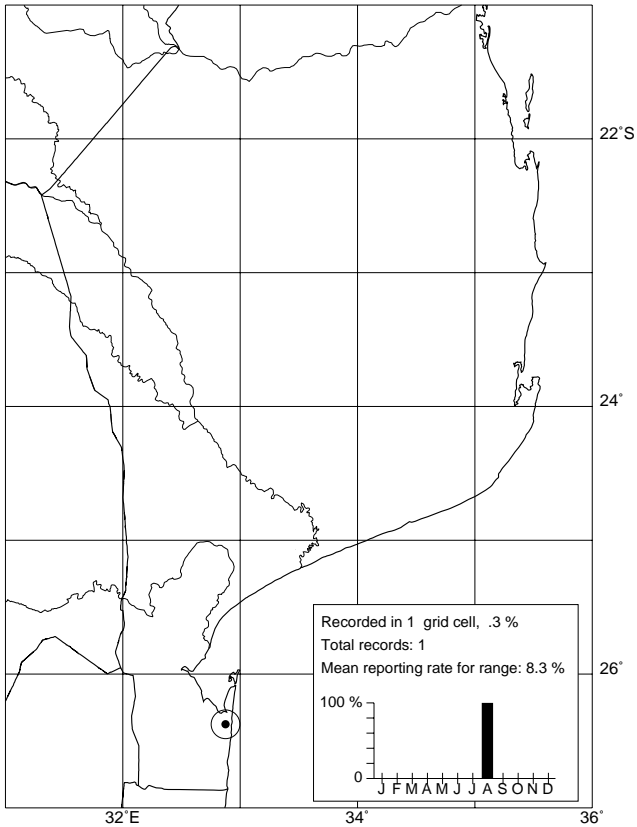 22˚S
24˚
Recorded in 1 grid cell, .3 %
Total records: 1
Mean reporting rate for range: 8.3 %
26˚
100 %
0
J F M A M J J A S O N D
32˚E
34˚
36˚